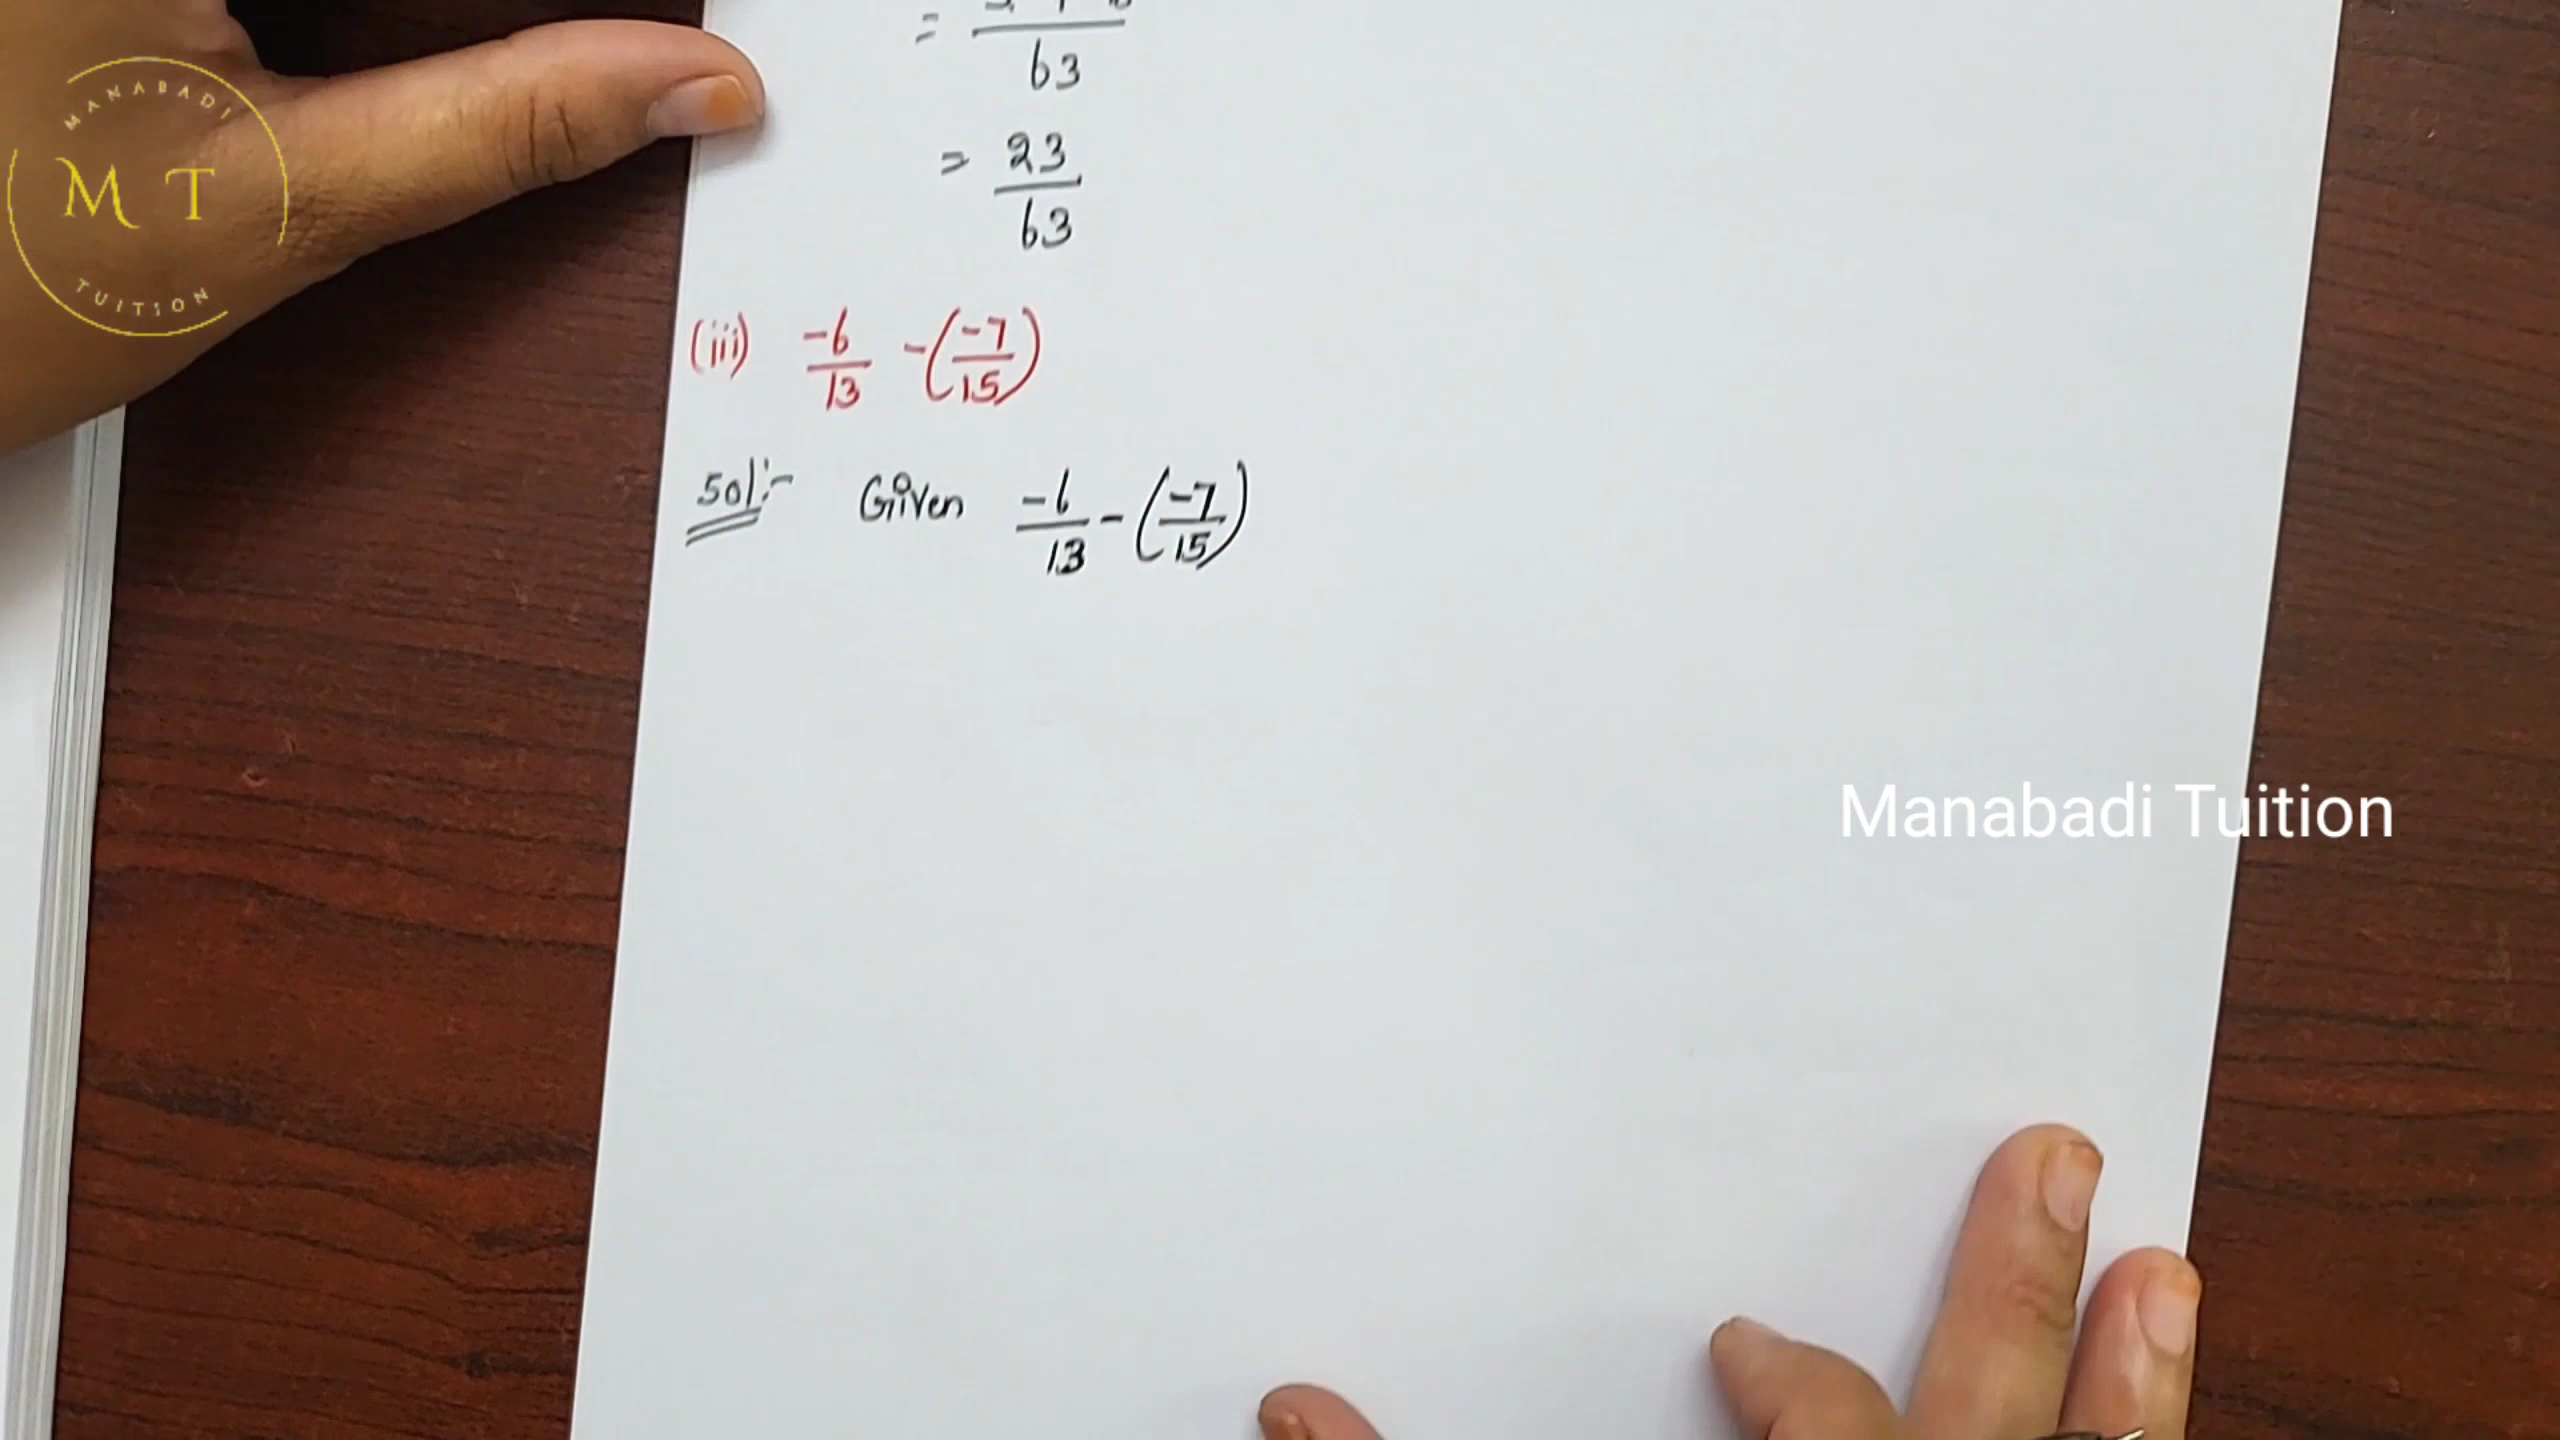 MANABADI
M T
TUITION
= /63
= 23/63
(iii) -6/13 -(-7/15)
Sol:- Given -6/13 - (-7/15)
Manabadi Tuition